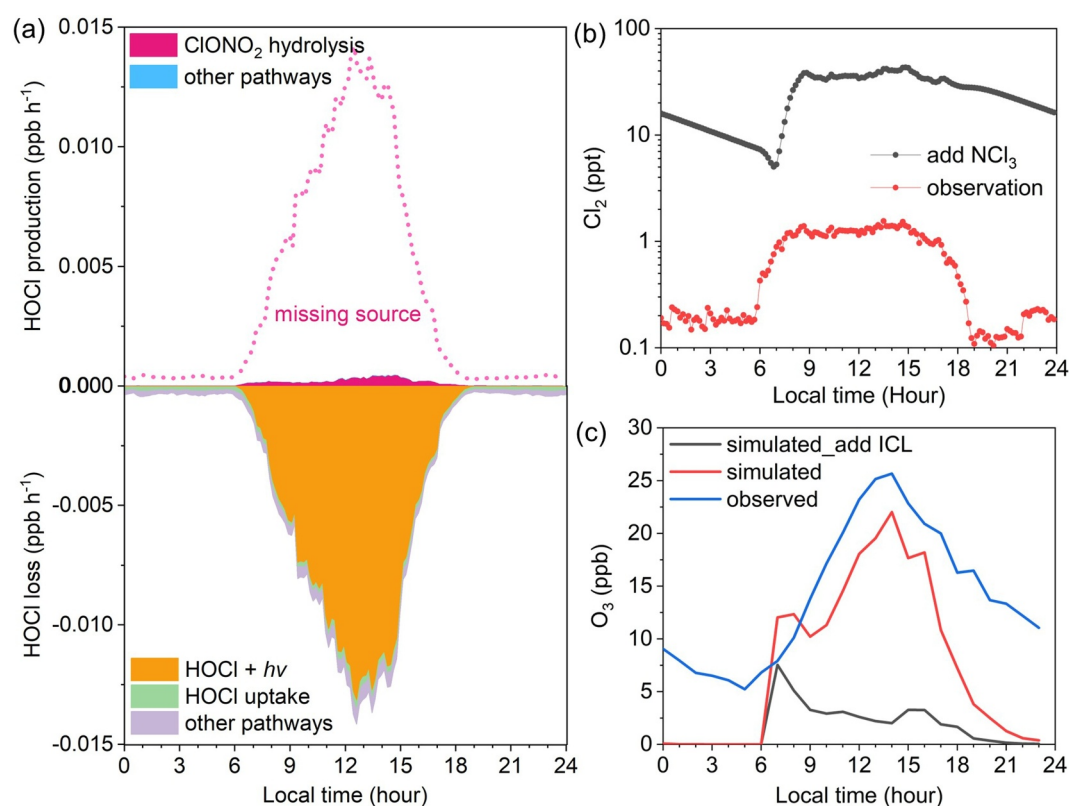 (a)
0.015
0.010
0.005
0.000
-0.005
-0.010
-0.015
HOCl production (ppb h⁻¹)
HOCl loss (ppb h⁻¹)
ClONO₂ hydrolysis
other pathways
missing source
HOCl + hv
HOCl uptake
other pathways
0 3 6 9 12 15 18 21 24
Local time (hour)
(b)
100
10
1
0.1
Cl₂ (ppt)
add NCl₃
observation
0 3 6 9 12 15 18 21 24
Local time (Hour)
(c)
30
25
20
15
10
5
0
O₃ (ppb)
simulated_add ICL
simulated
observed
0 3 6 9 12 15 18 21 24
Local time (hour)